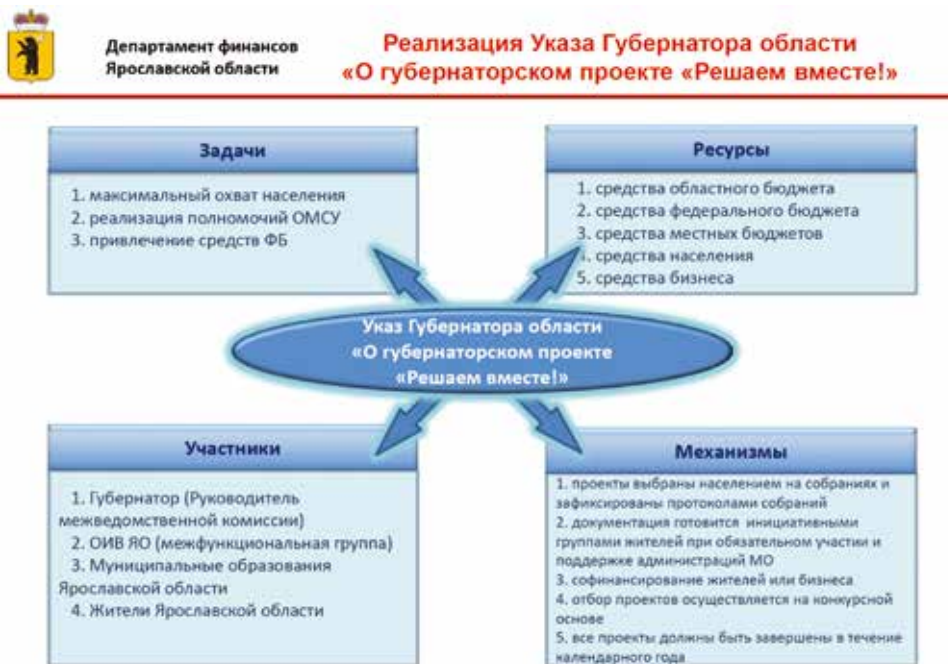 Департамент финансов
Ярославской области
Реализация Указа Губернатора области
«О губернаторском проекте «Решаем вместе!»
Задачи
1. максимальный охват населения
2. реализация полномочий ОМСУ
3. привлечение средств ФБ
Ресурсы
1. средства областного бюджета
2. средства федерального бюджета
3. средства местных бюджетов
4. средства населения
5. средства бизнеса
Указ Губернатора области
«О губернаторском проекте
«Решаем вместе!»
Участники
1. Губернатор (Руководитель
межведомственной комиссии)
2. ОИВ ЯО (межфункциональная группа)
3. Муниципальные образования
Ярославской области
4. Жители Ярославской области
Механизмы
1. проекты выбраны населением на собраниях и
зафиксированы протоколами собраний
2. документация готовится инициативными
группами жителей при обязательном участии и
поддержке администраций МО
3. софинансирование жителей или бизнеса
4. отбор проектов осуществляется на конкурсной
основе
5. все проекты должны быть завершены в течение
календарного года